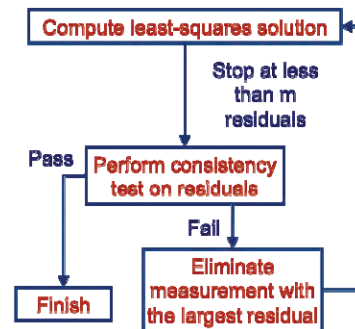 Compute least-squares solution
Stop at less
than m
residuals
Pass
Perform consistency
test on residuals
Fail
Eliminate
measurement with
the largest residual
Finish